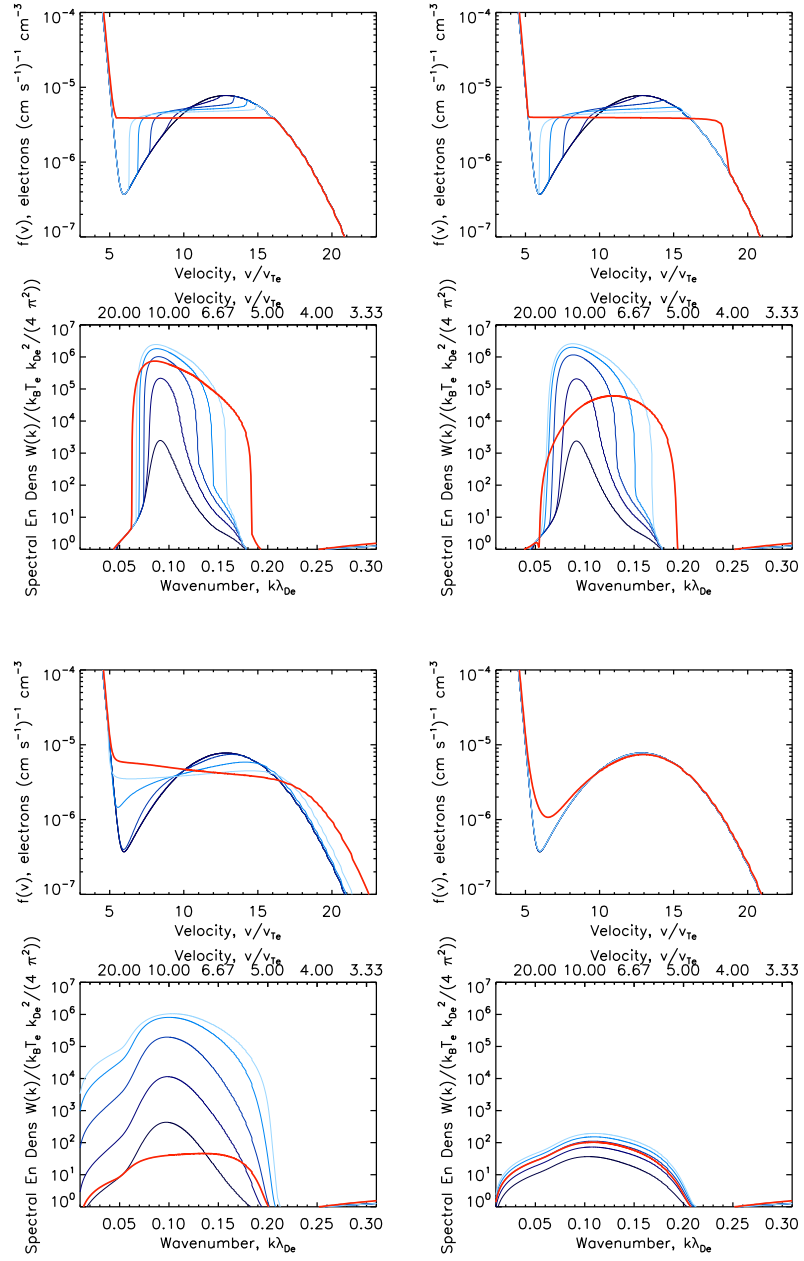 10⁻⁴
10⁻⁵
10⁻⁶
10⁻⁷
f(v), electrons (cm s⁻¹)⁻¹ cm⁻³
5 10 15 20
Velocity, v/v_Te
10⁻⁴
10⁻⁵
10⁻⁶
10⁻⁷
f(v), electrons (cm s⁻¹)⁻¹ cm⁻³
5 10 15 20
Velocity, v/v_Te
Velocity, v/v_Te
20.00 10.00 6.67 5.00 4.00 3.33
10⁷
10⁶
10⁵
10⁴
10³
10²
10¹
10⁰
Spectral En Dens W(k)/(k_BT_e k_De²/(4 π²))
0.05 0.10 0.15 0.20 0.25 0.30
Wavenumber, kλ_De
Velocity, v/v_Te
20.00 10.00 6.67 5.00 4.00 3.33
10⁷
10⁶
10⁵
10⁴
10³
10²
10¹
10⁰
Spectral En Dens W(k)/(k_BT_e k_De²/(4 π²))
0.05 0.10 0.15 0.20 0.25 0.30
Wavenumber, kλ_De
10⁻⁴
10⁻⁵
10⁻⁶
10⁻⁷
f(v), electrons (cm s⁻¹)⁻¹ cm⁻³
5 10 15 20
Velocity, v/v_Te
10⁻⁴
10⁻⁵
10⁻⁶
10⁻⁷
f(v), electrons (cm s⁻¹)⁻¹ cm⁻³
5 10 15 20
Velocity, v/v_Te
Velocity, v/v_Te
20.00 10.00 6.67 5.00 4.00 3.33
10⁷
10⁶
10⁵
10⁴
10³
10²
10¹
10⁰
Spectral En Dens W(k)/(k_BT_e k_De²/(4 π²))
0.05 0.10 0.15 0.20 0.25 0.30
Wavenumber, kλ_De
Velocity, v/v_Te
20.00 10.00 6.67 5.00 4.00 3.33
10⁷
10⁶
10⁵
10⁴
10³
10²
10¹
10⁰
Spectral En Dens W(k)/(k_BT_e k_De²/(4 π²))
0.05 0.10 0.15 0.20 0.25 0.30
Wavenumber, kλ_De